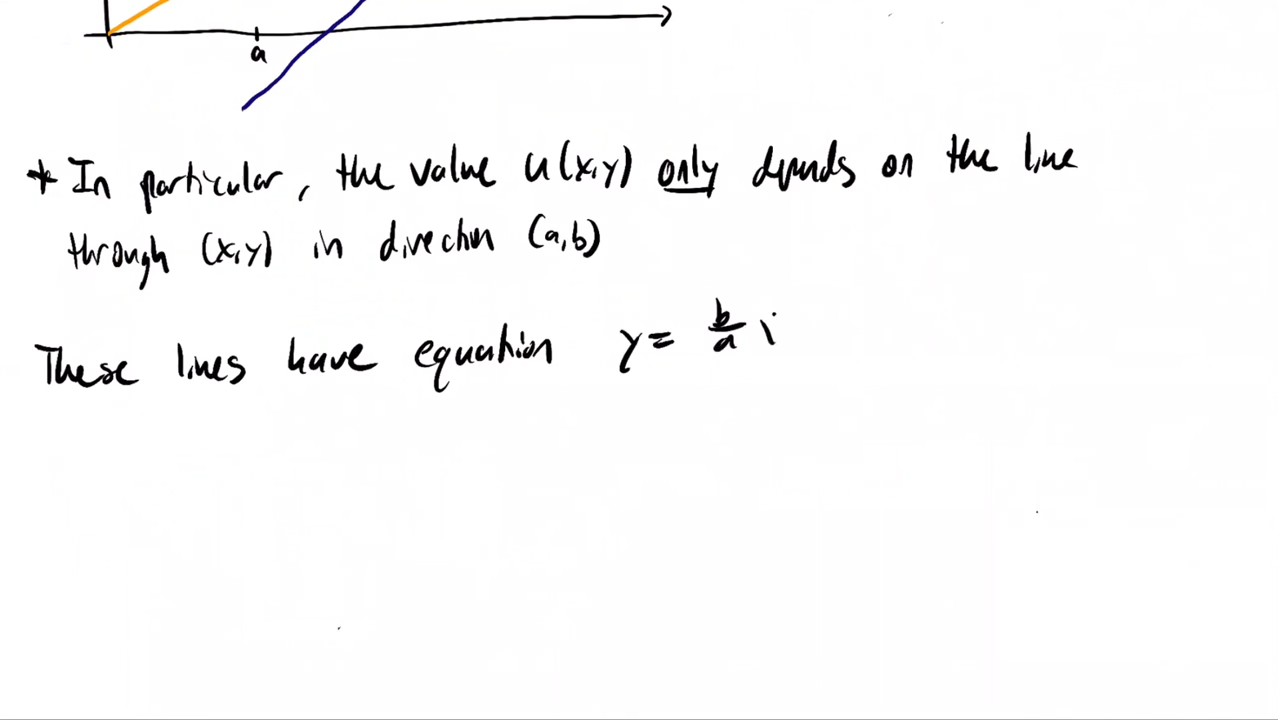 a
* In particular, the value u(x,y) only depends on the line
through (x,y) in direction (a,b)
These lines have equation y = b/a